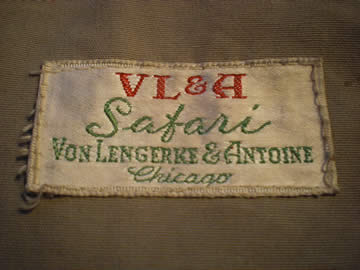 VL&A
Safari
VON LENGERKE & ANTOINE
Chicago